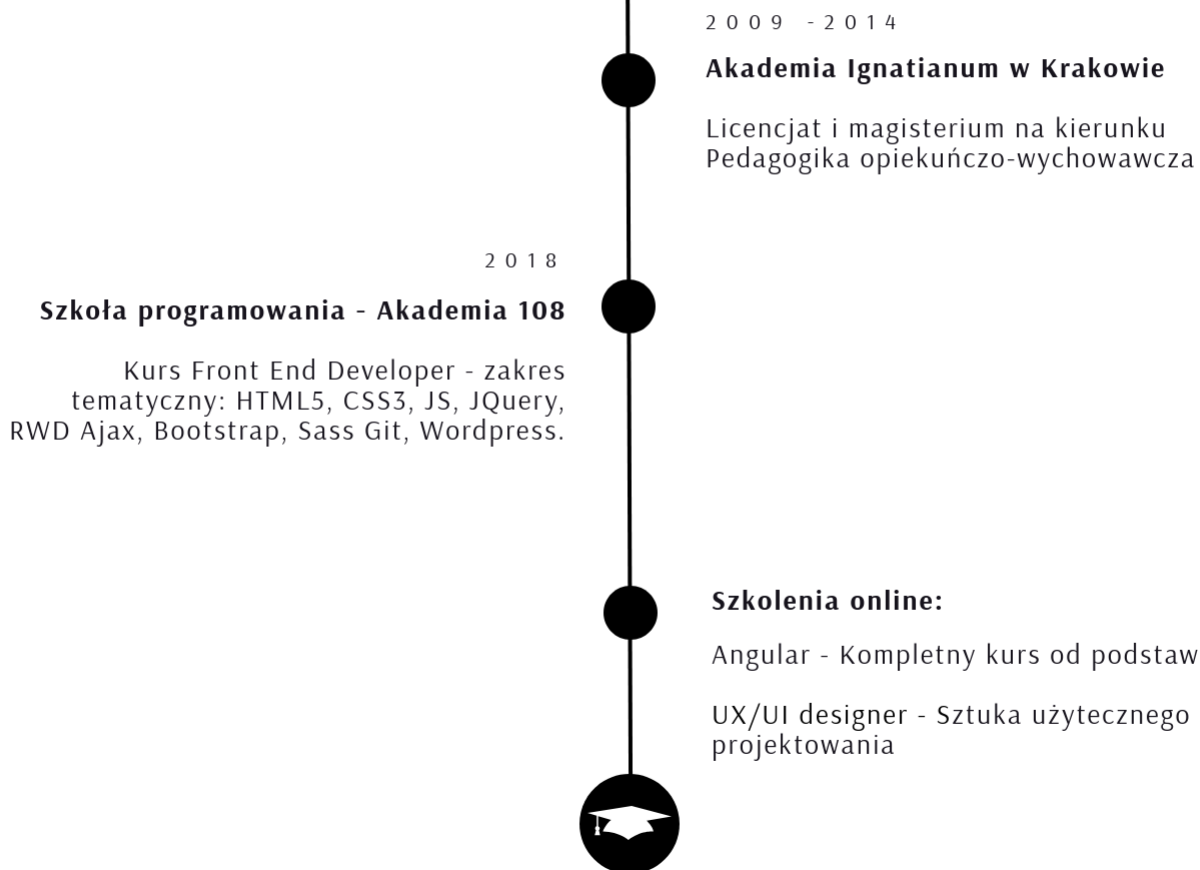 2009 -2014
Akademia Ignatianum w Krakowie
Licencjat i magisterium na kierunku
Pedagogika opiekuńczo-wychowawcza
2018
Szkoła programowania - Akademia 108
Kurs Front End Developer - zakres
tematyczny: HTML5, CSS3, JS, JQuery,
RWD Ajax, Bootstrap, Sass Git, Wordpress.
Szkolenia online:
Angular - Kompletny kurs od podstaw
UX/UI designer - Sztuka użytecznego
projektowania